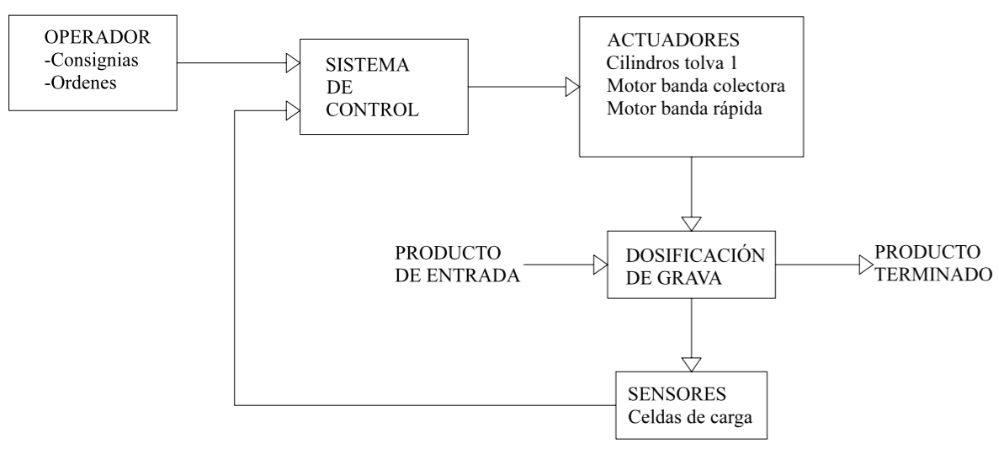 OPERADOR
-Consignias
-Ordenes
SISTEMA
DE
CONTROL
ACTUADORES
Cilindros tolva 1
Motor banda colectora
Motor banda rápida
PRODUCTO
DE ENTRADA
DOSIFICACIÓN
DE GRAVA
PRODUCTO
TERMINADO
SENSORES
Celdas de carga